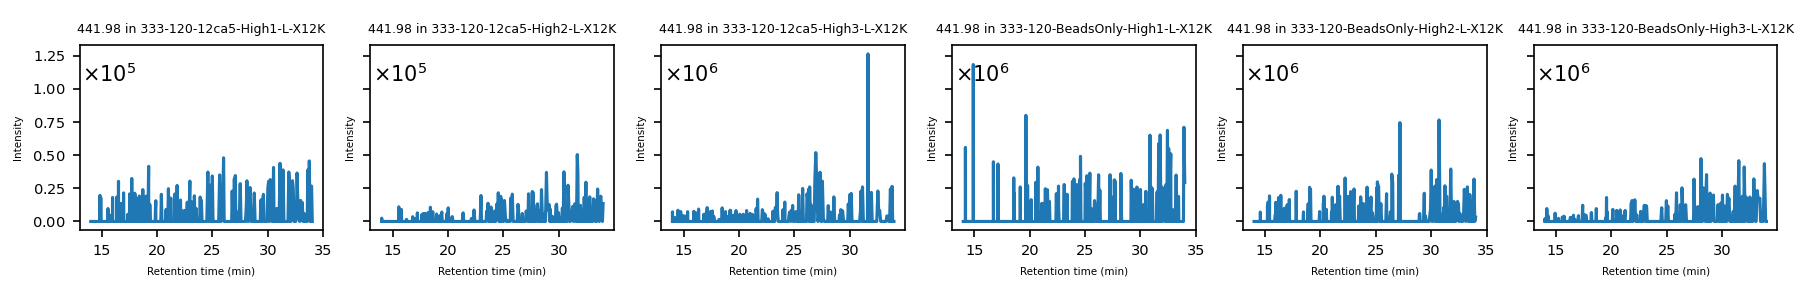 441.98 in 333-120-12ca5-High1-L-X12K
441.98 in 333-120-12ca5-High2-L-X12K
441.98 in 333-120-12ca5-High3-L-X12K
441.98 in 333-120-BeadsOnly-High1-L-X12K
441.98 in 333-120-BeadsOnly-High2-L-X12K
441.98 in 333-120-BeadsOnly-High3-L-X12K
×10⁵
×10⁵
×10⁶
×10⁶
×10⁶
×10⁶
1.25
1.00
0.75
0.50
0.25
0.00
Intensity
Intensity
Intensity
Intensity
Intensity
Intensity
15 20 25 30 35
15 20 25 30
15 20 25 30
15 20 25 30 35
15 20 25 30 35
15 20 25 30
Retention time (min)
Retention time (min)
Retention time (min)
Retention time (min)
Retention time (min)
Retention time (min)